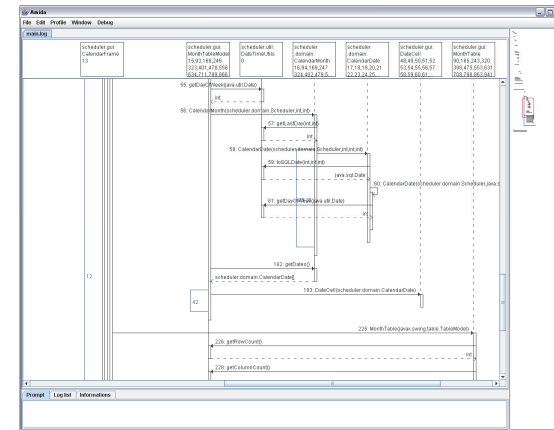 Amida
File Edit Profile Window Debug
main.log
scheduler.gui:
CalendarFrame
13
scheduler.gui:
MonthTableModel
15,93,168,246
323,401,478,556
634,711,789,866
scheduler.util:
DateTimeUtils
0
scheduler
.domain:
CalendarMonth
16,94,169,247
324,402,479,5...
scheduler
.domain:
CalendarDate
17,18,19,20,21
22,23,24,25,...
scheduler.gui:
DateCell
48,49,50,51,52
53,54,55,56,57
58,59,60,61,...
scheduler.gui:
MonthTable
90,165,243,320
398,475,553,631
708,786,863,941
55: getDayOfWeek(java.util.Date)
int
56: CalendarMonth(scheduler.domain.Scheduler,int,int)
57: getLastDay(int,int)
int
58: CalendarDate(scheduler.domain.Scheduler,int,int,int)
59: toSQLDate(int,int,int)
java.sql.Date
60: CalendarDate(scheduler.domain.Scheduler,java.s
61: getDayOfWeek(java.util.Date)
int
182: getDates()
scheduler.domain.CalendarDate[]
183: DateCell(scheduler.domain.CalendarDate)
12
42
225: MonthTable(javax.swing.table.TableModel)
226: getRowCount()
int
228: getColumnCount()
Prompt Log list Informations